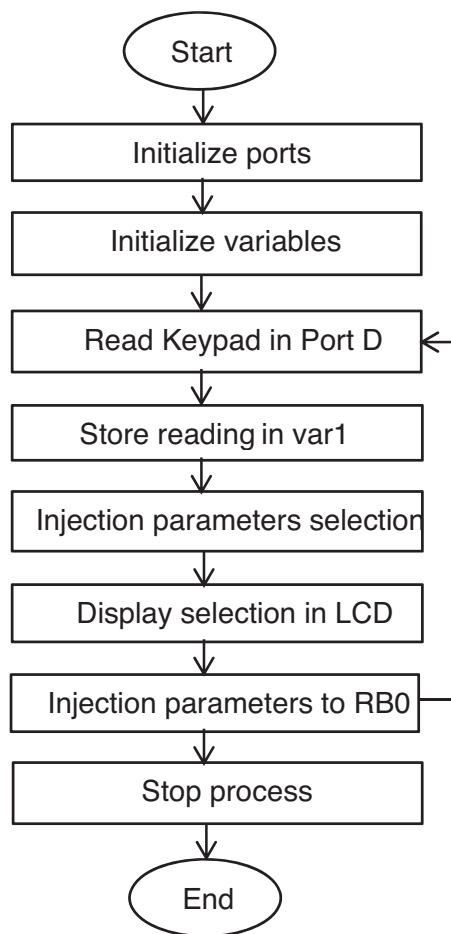 Start
Initialize ports
Initialize variables
Read Keypad in Port D
Store reading in var1
Injection parameters selection
Display selection in LCD
Injection parameters to RB0
Stop process
End